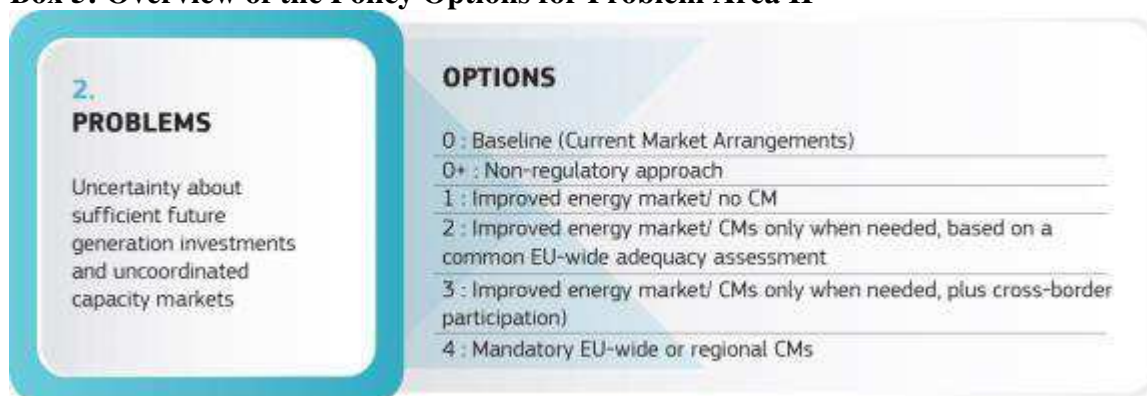 Box 5: Overview of the Policy Options for Problem Area II
2.
PROBLEMS
Uncertainty about
sufficient future
generation investments
and uncoordinated
capacity markets
OPTIONS
0 : Baseline (Current Market Arrangements)
0+ : Non-regulatory approach
1 : Improved energy market/ no CM
2 : Improved energy market/ CMs only when needed, based on a
common EU-wide adequacy assessment
3 : Improved energy market/ CMs only when needed, plus cross-border
participation)
4 : Mandatory EU-wide or regional CMs